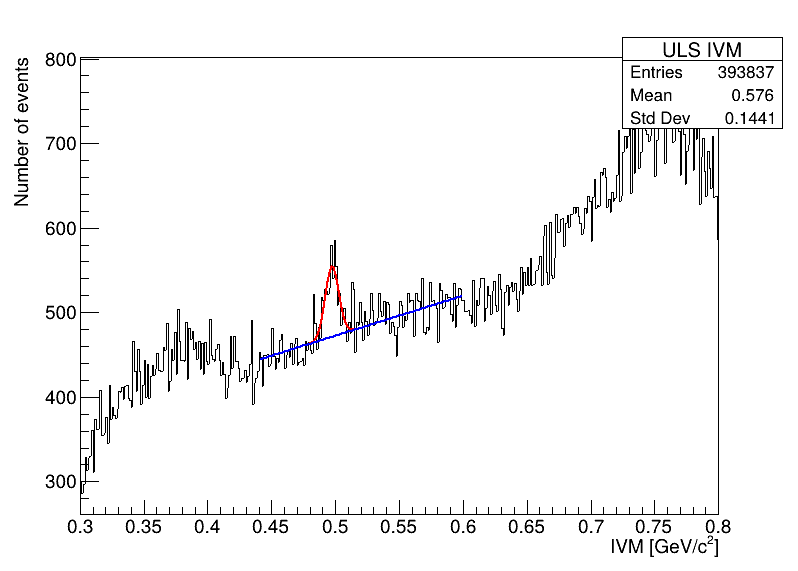 ULS IVM
Entries 393837
Mean 0.576
Std Dev 0.1441
Number of events
800
700
600
500
400
300
0.3 0.35 0.4 0.45 0.5 0.55 0.6 0.65 0.7 0.75 0.8
IVM [GeV/c²]